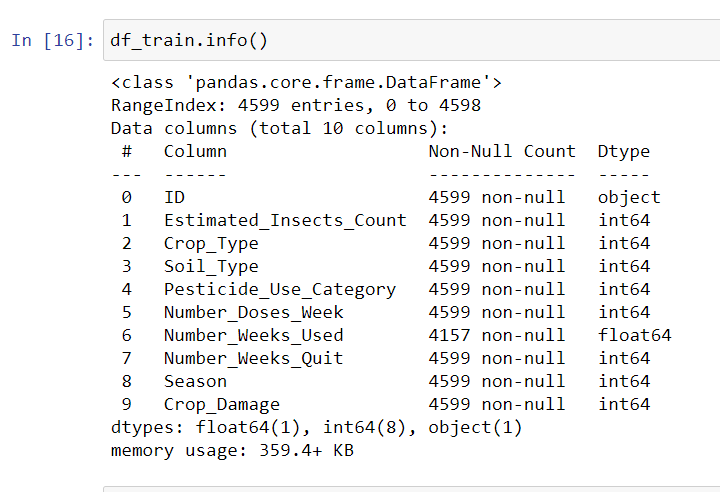 In [16]: df_train.info()
<class 'pandas.core.frame.DataFrame'>
RangeIndex: 4599 entries, 0 to 4598
Data columns (total 10 columns):
 #   Column                   Non-Null Count  Dtype
---  ------                   --------------  -----
 0   ID                       4599 non-null   object
 1   Estimated_Insects_Count  4599 non-null   int64
 2   Crop_Type                4599 non-null   int64
 3   Soil_Type                4599 non-null   int64
 4   Pesticide_Use_Category   4599 non-null   int64
 5   Number_Doses_Week        4599 non-null   int64
 6   Number_Weeks_Used        4157 non-null   float64
 7   Number_Weeks_Quit        4599 non-null   int64
 8   Season                   4599 non-null   int64
 9   Crop_Damage              4599 non-null   int64
dtypes: float64(1), int64(8), object(1)
memory usage: 359.4+ KB